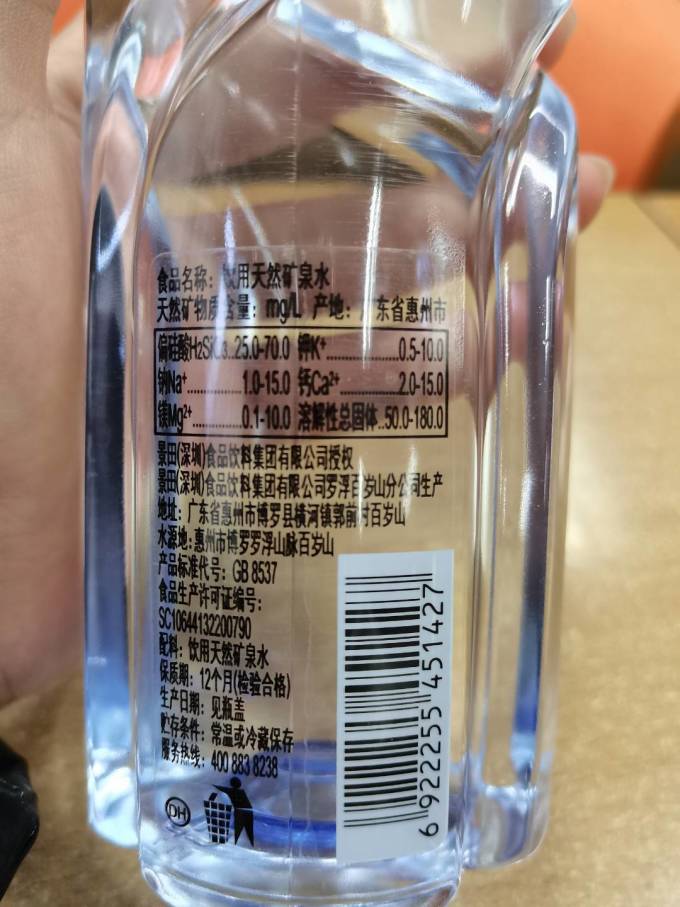 食品名称：饮用天然矿泉水
天然矿物质含量：mg/L 产地：广东省惠州市
偏硅酸H₂SiO₃..25.0-70.0 钾K⁺..................0.5-10.0
钠Na⁺..............1.0-15.0 钙Ca²⁺...............2.0-15.0
镁Mg²⁺.............0.1-10.0 溶解性总固体..50.0-180.0
景田(深圳)食品饮料集团有限公司授权
景田(深圳)食品饮料集团有限公司罗浮百岁山分公司生产
地址：广东省惠州市博罗县横河镇郭前村百岁山
水源地：惠州市博罗罗浮山脉百岁山
产品标准代号：GB 8537
食品生产许可证编号：
SC10644132200790
配料：饮用天然矿泉水
保质期：12个月(检验合格)
生产日期：见瓶盖
贮存条件：常温或冷藏保存
服务热线：400 883 8238
DH
6 922255 451427